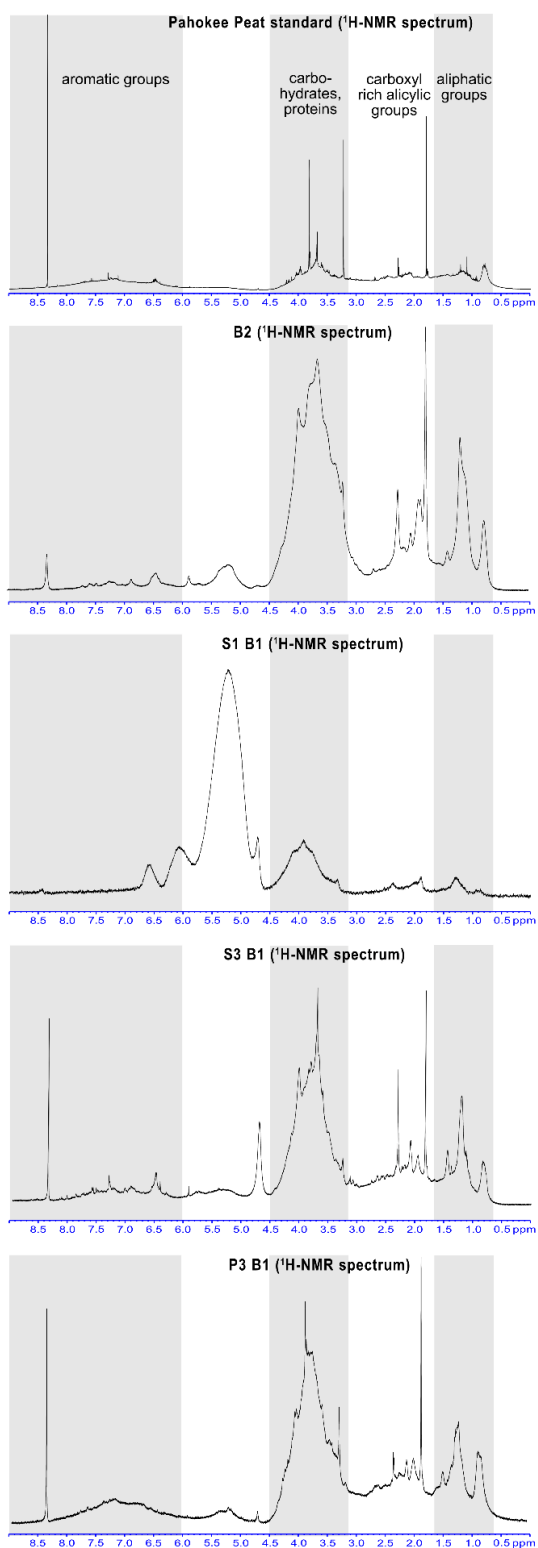 Pahokee Peat standard (¹H-NMR spectrum)
aromatic groups
carbo-
hydrates,
proteins
carboxyl
rich alicylic
groups
aliphatic
groups
8.5 8.0 7.5 7.0 6.5 6.0 5.5 5.0 4.5 4.0 3.5 3.0 2.5 2.0 1.5 1.0 0.5 ppm
B2 (¹H-NMR spectrum)
8.5 8.0 7.5 7.0 6.5 6.0 5.5 5.0 4.5 4.0 3.5 3.0 2.5 2.0 1.5 1.0 0.5 ppm
S1 B1 (¹H-NMR spectrum)
8.5 8.0 7.5 7.0 6.5 6.0 5.5 5.0 4.5 4.0 3.5 3.0 2.5 2.0 1.5 1.0 0.5 ppm
S3 B1 (¹H-NMR spectrum)
8.5 8.0 7.5 7.0 6.5 6.0 5.5 5.0 4.5 4.0 3.5 3.0 2.5 2.0 1.5 1.0 0.5 ppm
P3 B1 (¹H-NMR spectrum)
8.5 8.0 7.5 7.0 6.5 6.0 5.5 5.0 4.5 4.0 3.5 3.0 2.5 2.0 1.5 1.0 0.5 ppm